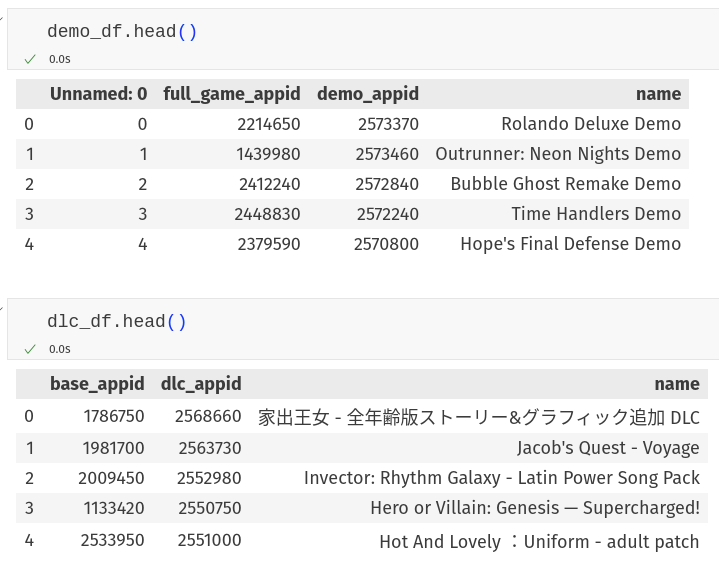 demo_df.head()
0.0s
Unnamed: 0 full_game_appid demo_appid name
0 0 2214650 2573370 Rolando Deluxe Demo
1 1 1439980 2573460 Outrunner: Neon Nights Demo
2 2 2412240 2572840 Bubble Ghost Remake Demo
3 3 2448830 2572240 Time Handlers Demo
4 4 2379590 2570800 Hope's Final Defense Demo
dlc_df.head()
0.0s
base_appid dlc_appid name
0 1786750 2568660 家出王女 - 全年齢版ストーリー&グラフィック追加 DLC
1 1981700 2563730 Jacob's Quest - Voyage
2 2009450 2552980 Invector: Rhythm Galaxy - Latin Power Song Pack
3 1133420 2550750 Hero or Villain: Genesis — Supercharged!
4 2533950 2551000 Hot And Lovely ：Uniform - adult patch